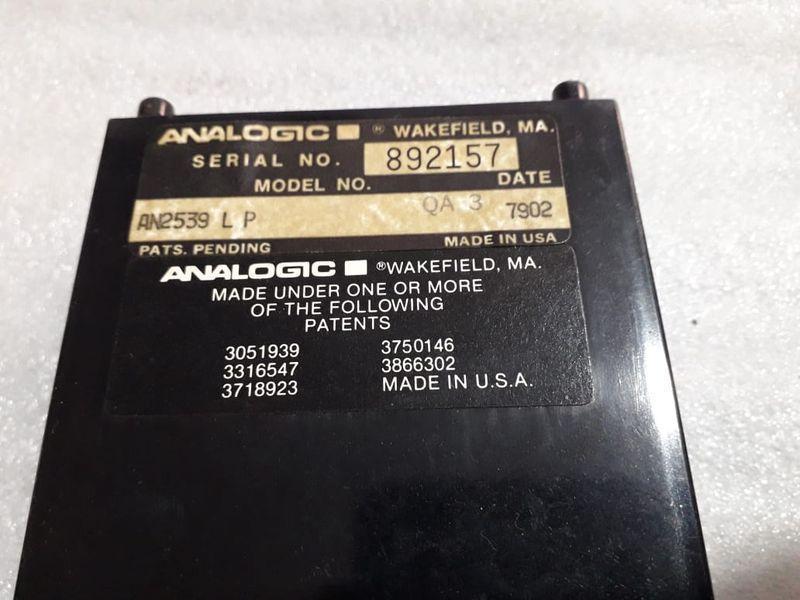 ANALOGIC ® WAKEFIELD, MA.
SERIAL NO. 892157
MODEL NO. DATE
AN2539 L P QA 3 7902
PATS. PENDING MADE IN USA
ANALOGIC ® WAKEFIELD, MA.
MADE UNDER ONE OR MORE
OF THE FOLLOWING
PATENTS
3051939 3750146
3316547 3866302
3718923 MADE IN U.S.A.